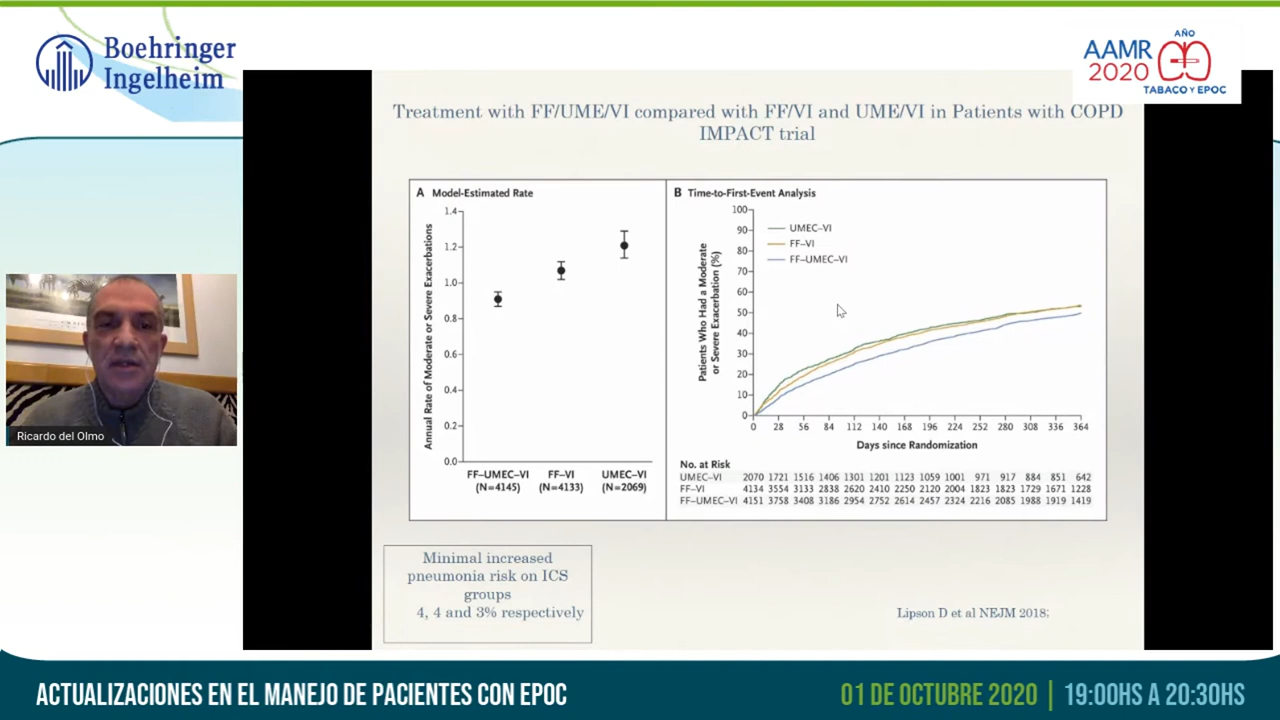 Boehringer
Ingelheim
AÑO
AAMR
2020
TABACO Y EPOC
Treatment with FF/UME/VI compared with FF/VI and UME/VI in Patients with COPD
IMPACT trial
A Model-Estimated Rate
Annual Rate of Moderate or Severe Exacerbations
1.4
1.2
1.0
0.8
0.6
0.4
0.2
0.0
FF–UMEC–VI FF–VI UMEC–VI
(N=4145) (N=4133) (N=2069)
B Time-to-First-Event Analysis
Patients Who Had a Moderate
or Severe Exacerbation (%)
100
90
80
70
60
50
40
30
20
10
0
UMEC–VI
FF–VI
FF–UMEC–VI
0 28 56 84 112 140 168 196 224 252 280 308 336 364
Days since Randomization
No. at Risk
UMEC–VI 2070 1721 1516 1406 1301 1201 1123 1059 1001 971 917 884 851 642
FF–VI 4134 3554 3133 2838 2620 2410 2250 2120 2004 1823 1823 1729 1671 1228
FF–UMEC–VI 4151 3758 3408 3186 2954 2752 2614 2457 2324 2216 2085 1988 1919 1419
Minimal increased
pneumonia risk on ICS
groups
4, 4 and 3% respectively
Lipson D et al NEJM 2018;
Ricardo del Olmo
ACTUALIZACIONES EN EL MANEJO DE PACIENTES CON EPOC
01 DE OCTUBRE 2020 | 19:00HS A 20:30HS